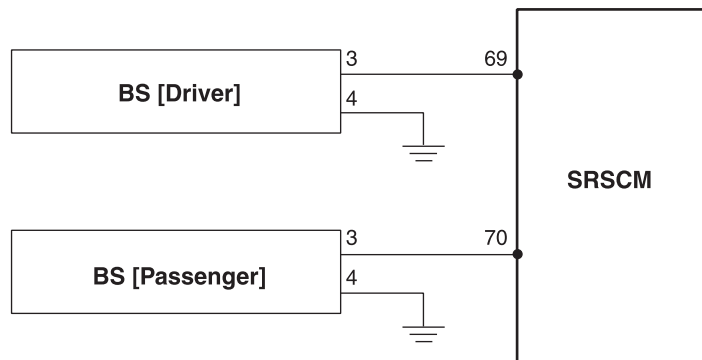 3 69
BS [Driver]
4
SRSCM
3 70
BS [Passenger]
4